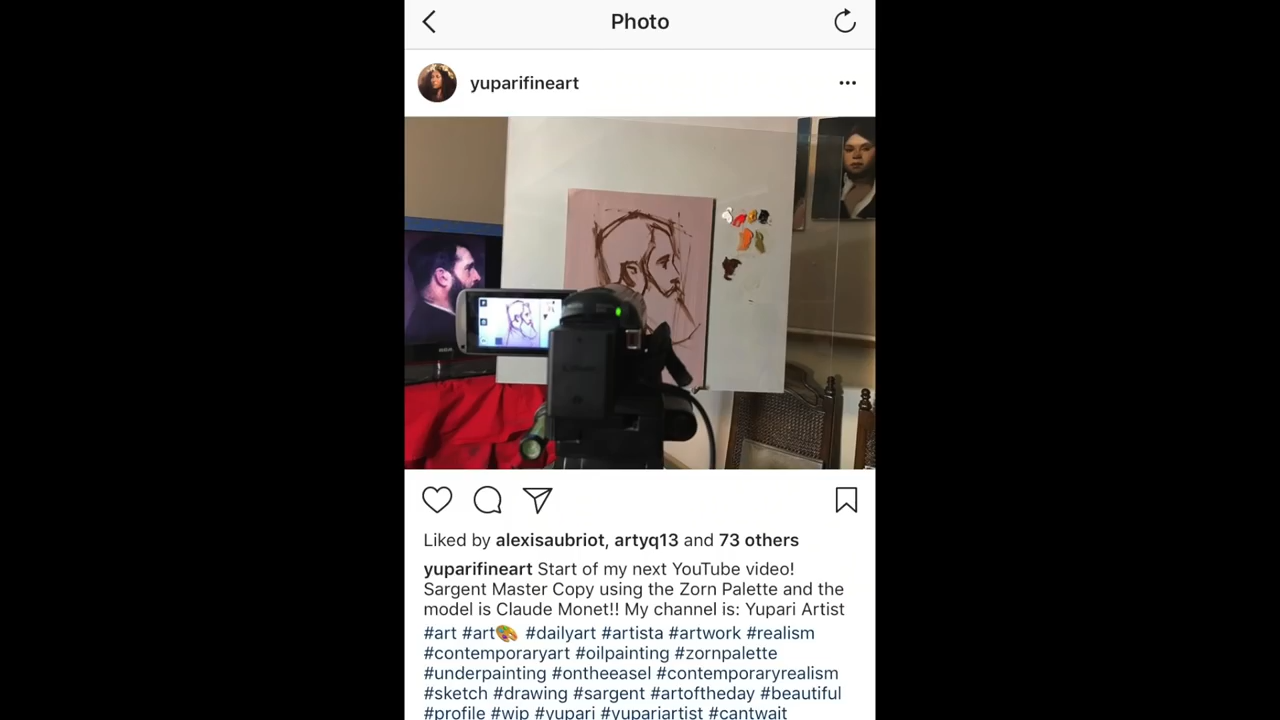 Photo
yuparifineart
RCA
Liked by alexisaubriot, artyq13 and 73 others
yuparifineart Start of my next YouTube video!
Sargent Master Copy using the Zorn Palette and the
model is Claude Monet!! My channel is: Yupari Artist
#art #art🎨 #dailyart #artista #artwork #realism
#contemporaryart #oilpainting #zornpalette
#underpainting #ontheeasel #contemporaryrealism
#sketch #drawing #sargent #artoftheday #beautiful
#profile #wip #yupari #yupariartist #cantwait